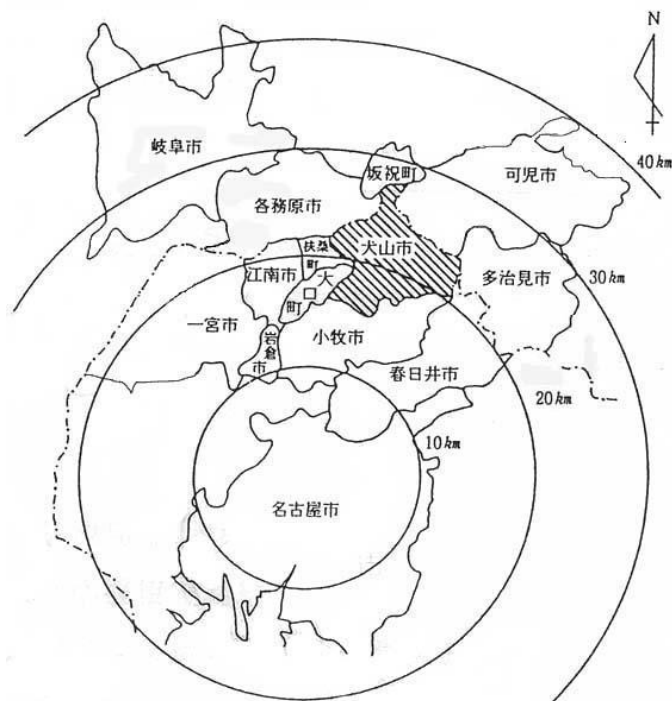 N
40km
岐阜市
坂祝町
可児市
各務原市
扶桑町
犬山市
江南市
大口町
多治見市
30km
一宮市
岩倉市
小牧市
春日井市
20km
10km
名古屋市